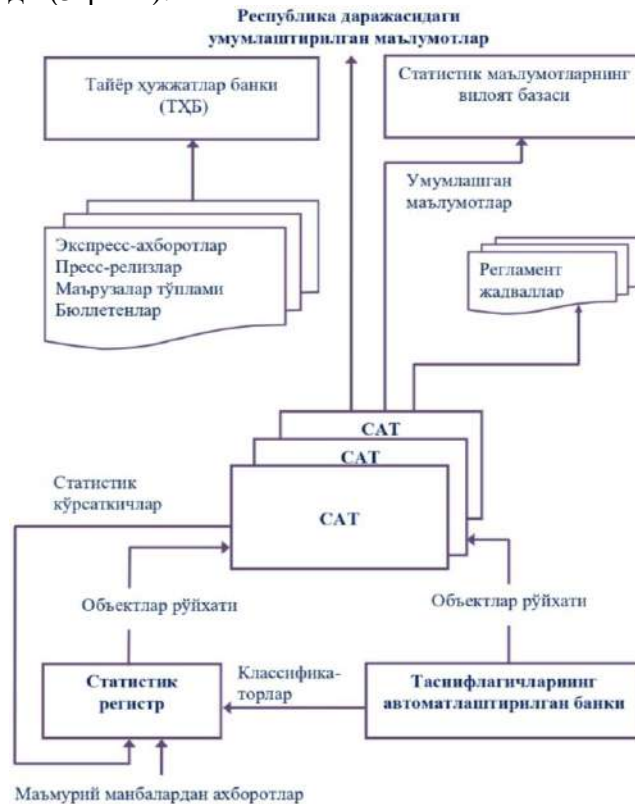 Республика даражасидаги
умумлаштирилган маълумотлар
Тайёр ҳужжатлар банки
(ТҲБ)
Статистик маълумотларнинг
вилоят базаси
Умумлашган
маълумотлар
Экспресс-ахборотлар
Пресс-релизлар
Маърузалар тўплами
Бюллетенлар
Регламент
жадваллар
САТ
САТ
САТ
Статистик
кўрсаткичлар
Объектлар рўйхати
Объектлар рўйхати
Статистик
регистр
Классифика-
торлар
Таснифлагичларнинг
автоматлаштирилган банки
Маъмурий манбалардан ахборотлар